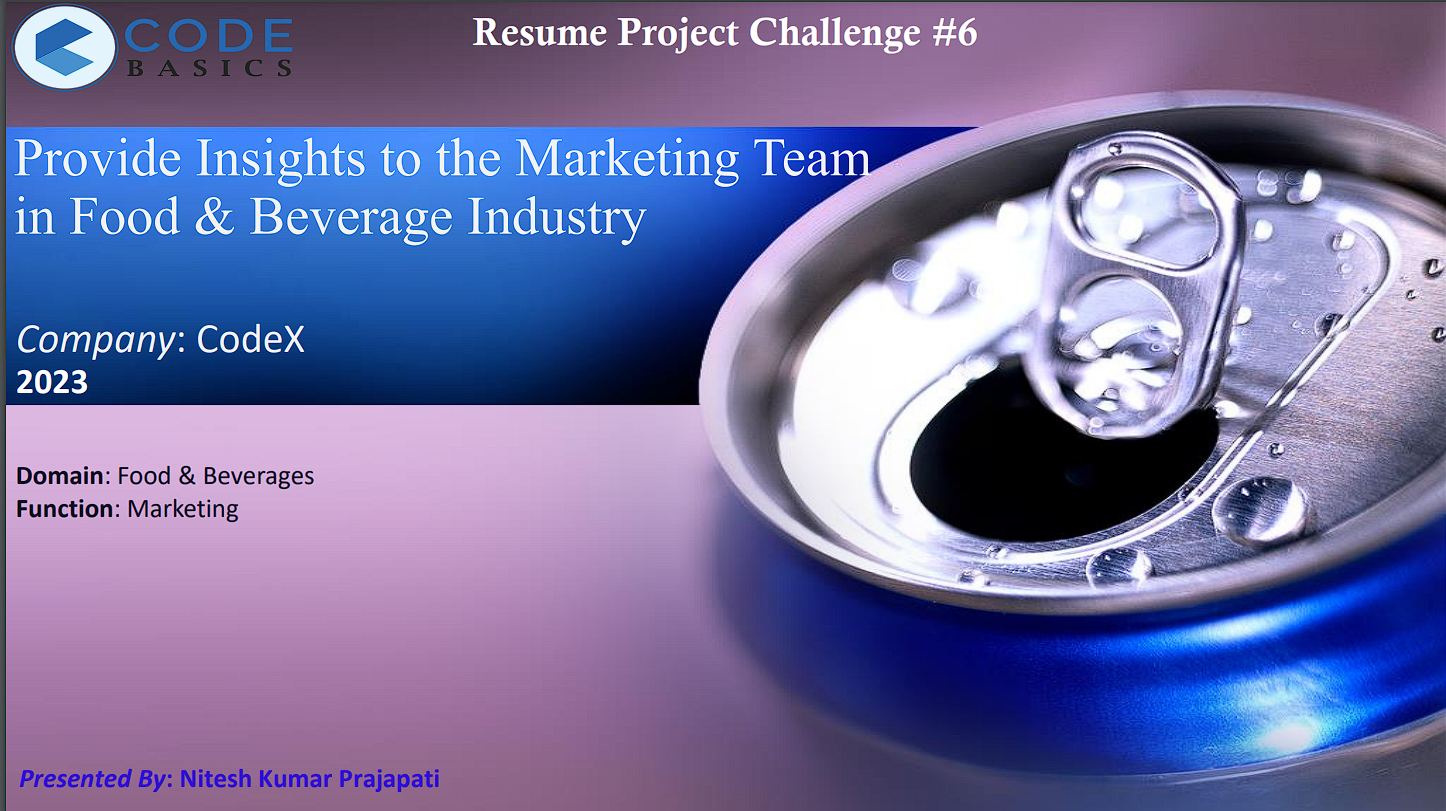 CODE
BASICS
Resume Project Challenge #6
Provide Insights to the Marketing Team
in Food & Beverage Industry
Company: CodeX
2023
Domain: Food & Beverages
Function: Marketing
Presented By: Nitesh Kumar Prajapati